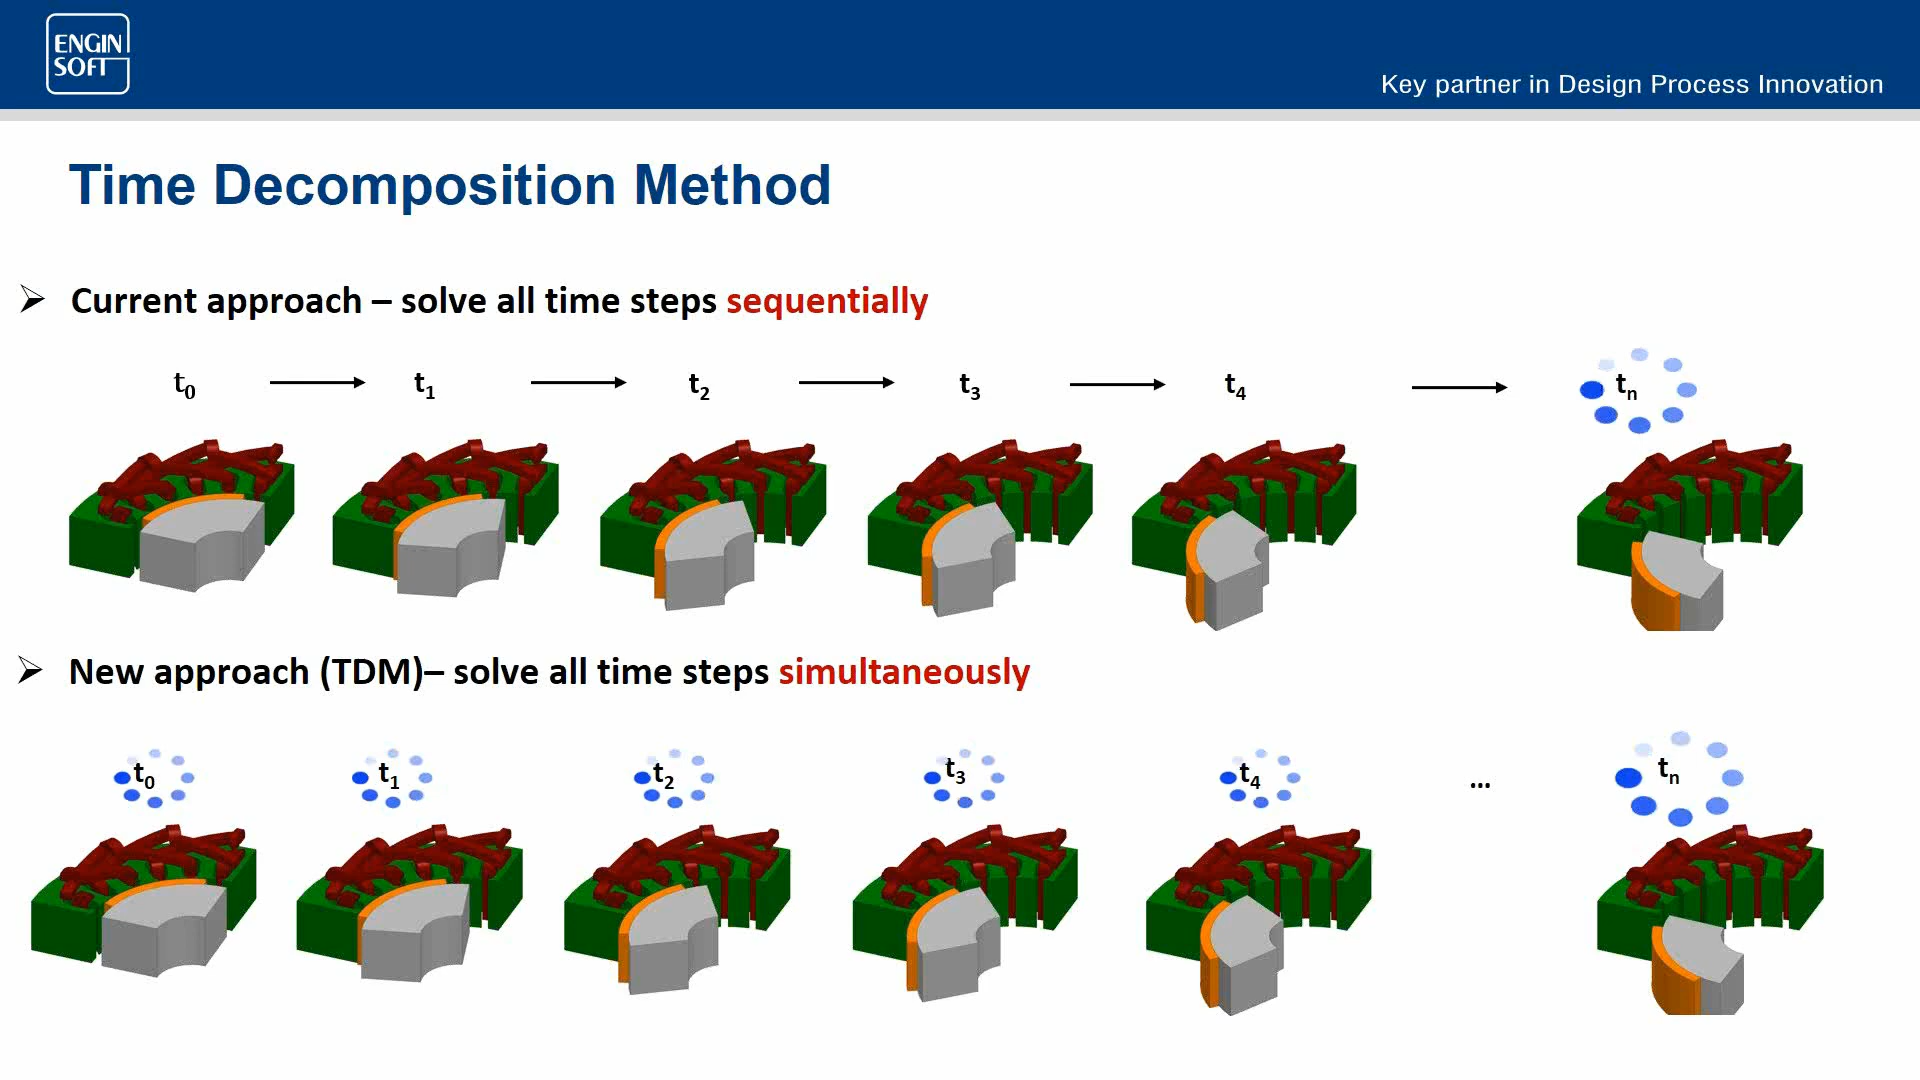 ENGIN
SOFT
Key partner in Design Process Innovation
Time Decomposition Method
Current approach – solve all time steps sequentially
t0 t1 t2 t3 t4 tn
New approach (TDM)– solve all time steps simultaneously
t0 t1 t2 t3 t4 ... tn